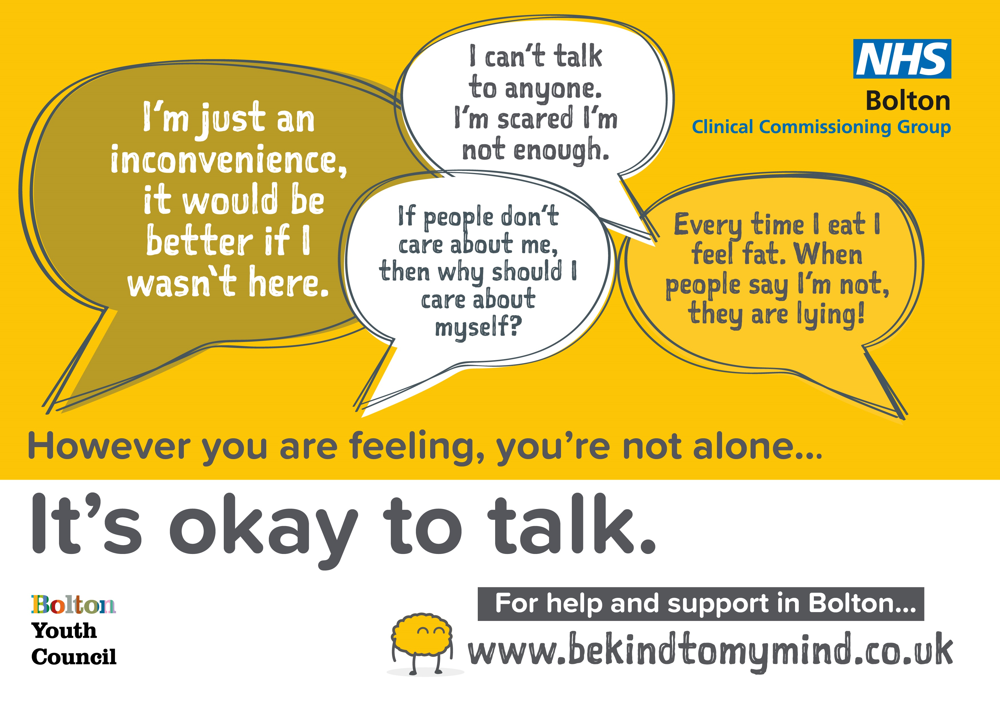 I'm just an
inconvenience,
it would be
better if I
wasn`t here.
I can't talk
to anyone.
I'm scared I'm
not enough.
NHS
Bolton
Clinical Commissioning Group
If people don't
care about me,
then why should I
care about
myself?
Every time I eat I
feel fat. When
people say I'm not,
they are lying!
However you are feeling, you’re not alone...
It’s okay to talk.
Bolton
Youth
Council
For help and support in Bolton...
www.bekindtomymind.co.uk